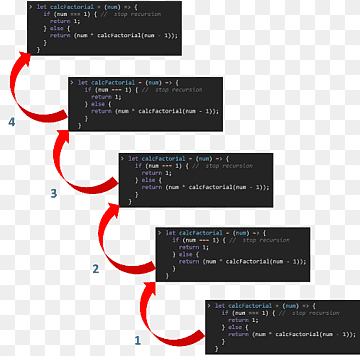 > let calcFactorial = (num) => {
if (num === 1) { // stop recursion
return 1;
} else {
return (num * calcFactorial(num - 1));
}
}
4
> let calcFactorial = (num) => {
if (num === 1) { // stop recursion
return 1;
} else {
return (num * calcFactorial(num - 1));
}
}
3
> let calcFactorial = (num) => {
if (num === 1) { // stop recursion
return 1;
} else {
return (num * calcFactorial(num - 1));
}
}
2
> let calcFactorial = (num) => {
if (num === 1) { // stop recursion
return 1;
} else {
return (num * calcFactorial(num - 1));
}
}
1
> let calcFactorial = (num) => {
if (num === 1) { // stop recursion
return 1;
} else {
return (num * calcFactorial(num - 1));
}
}